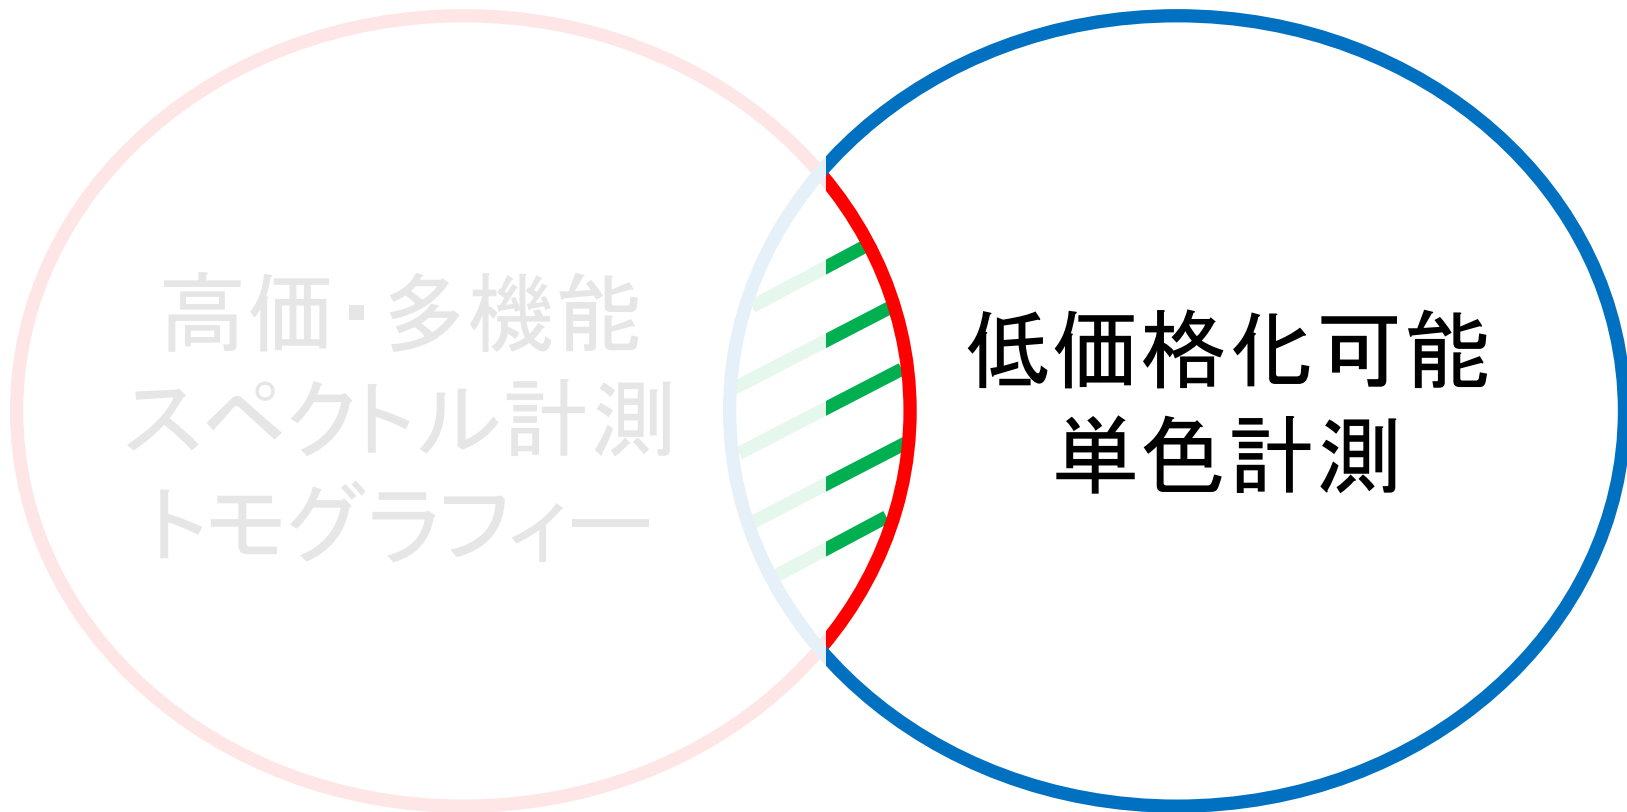 高価・多機能
スペクトル計測
トモグラフィー
低価格化可能
単色計測